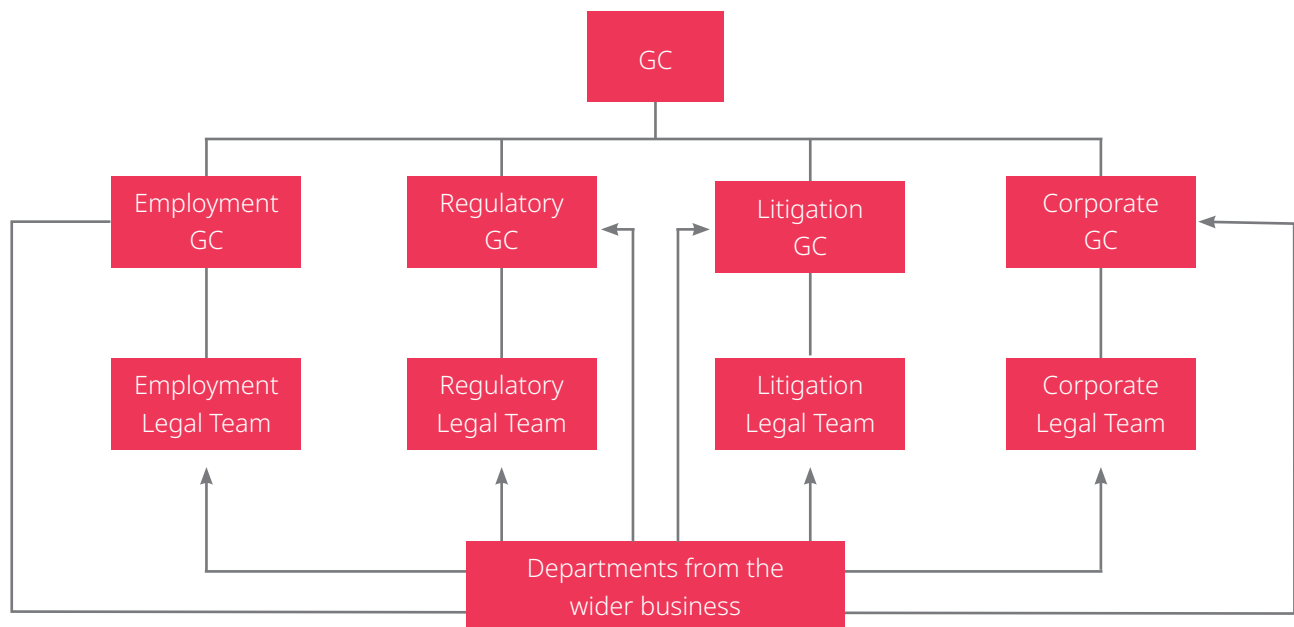 GC
Employment
GC
Regulatory
GC
Litigation
GC
Corporate
GC
Employment
Legal Team
Regulatory
Legal Team
Litigation
Legal Team
Corporate
Legal Team
Departments from the
wider business